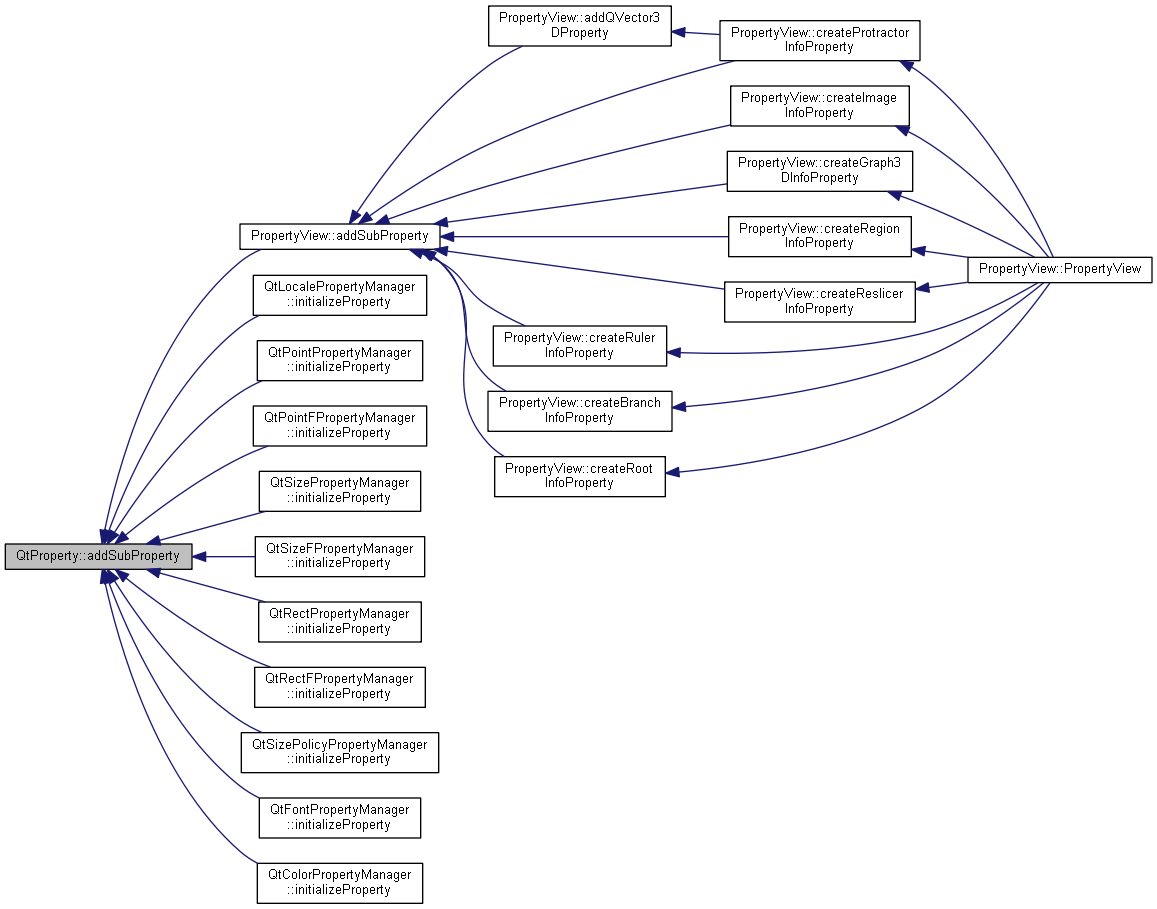 PropertyView::addQVector3
DProperty
PropertyView::createProtractor
InfoProperty
PropertyView::createImage
InfoProperty
PropertyView::createGraph3
DInfoProperty
PropertyView::addSubProperty
PropertyView::createRegion
InfoProperty
PropertyView::PropertyView
QtLocalePropertyManager
::initializeProperty
PropertyView::createReslicer
InfoProperty
PropertyView::createRuler
InfoProperty
QtPointPropertyManager
::initializeProperty
PropertyView::createBranch
InfoProperty
QtPointFPropertyManager
::initializeProperty
PropertyView::createRoot
InfoProperty
QtSizePropertyManager
::initializeProperty
QtProperty::addSubProperty
QtSizeFPropertyManager
::initializeProperty
QtRectPropertyManager
::initializeProperty
QtRectFPropertyManager
::initializeProperty
QtSizePolicyPropertyManager
::initializeProperty
QtFontPropertyManager
::initializeProperty
QtColorPropertyManager
::initializeProperty